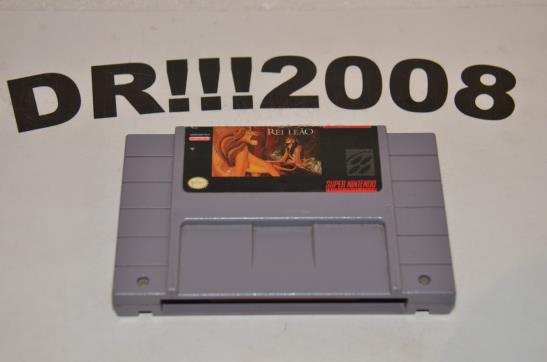 DR!!!2008
REI LEÃO
SUPER NINTENDO